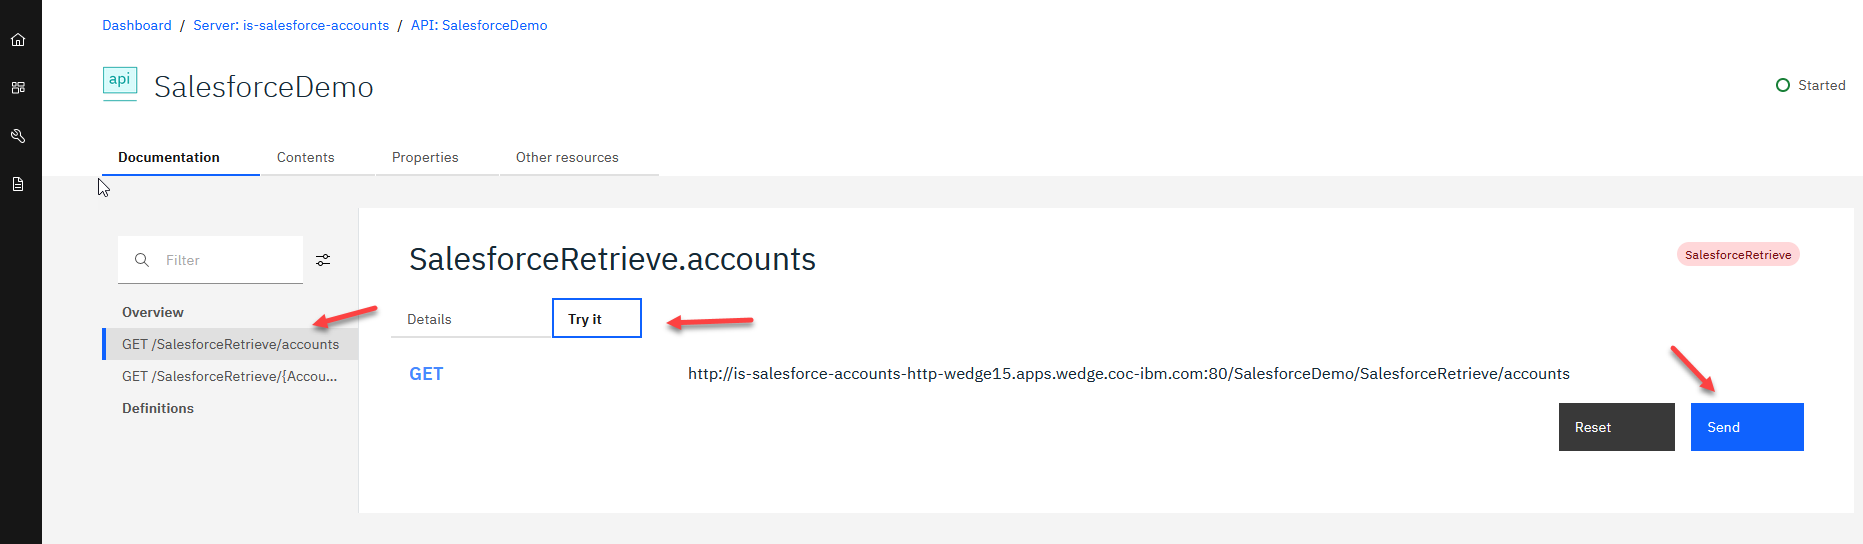 Dashboard / Server: is-salesforce-accounts / API: SalesforceDemo
api SalesforceDemo
Started
Documentation Contents Properties Other resources
Filter
Overview
GET /SalesforceRetrieve/accounts
GET /SalesforceRetrieve/{Accou...
Definitions
SalesforceRetrieve.accounts
SalesforceRetrieve
Details Try it
GET http://is-salesforce-accounts-http-wedge15.apps.wedge.coc-ibm.com:80/SalesforceDemo/SalesforceRetrieve/accounts
Reset Send